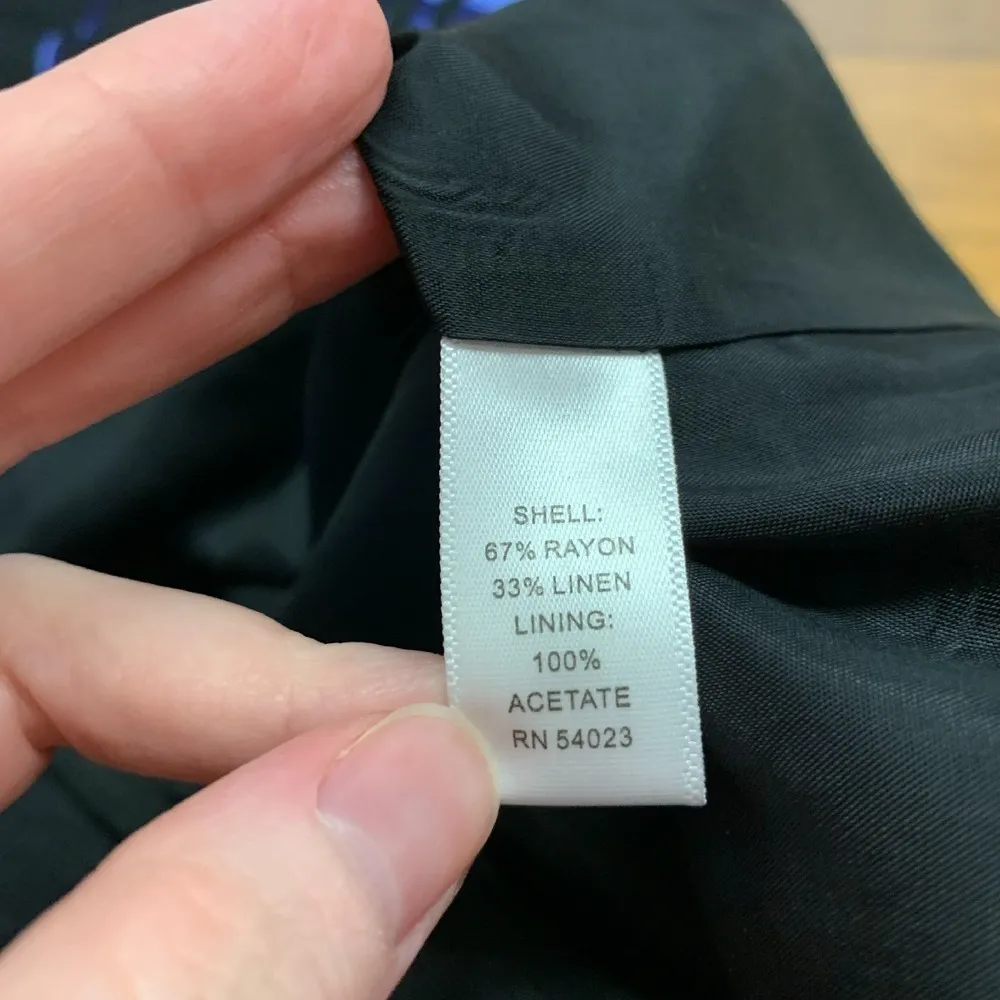 SHELL:
67% RAYON
33% LINEN
LINING:
100%
ACETATE
RN 54023